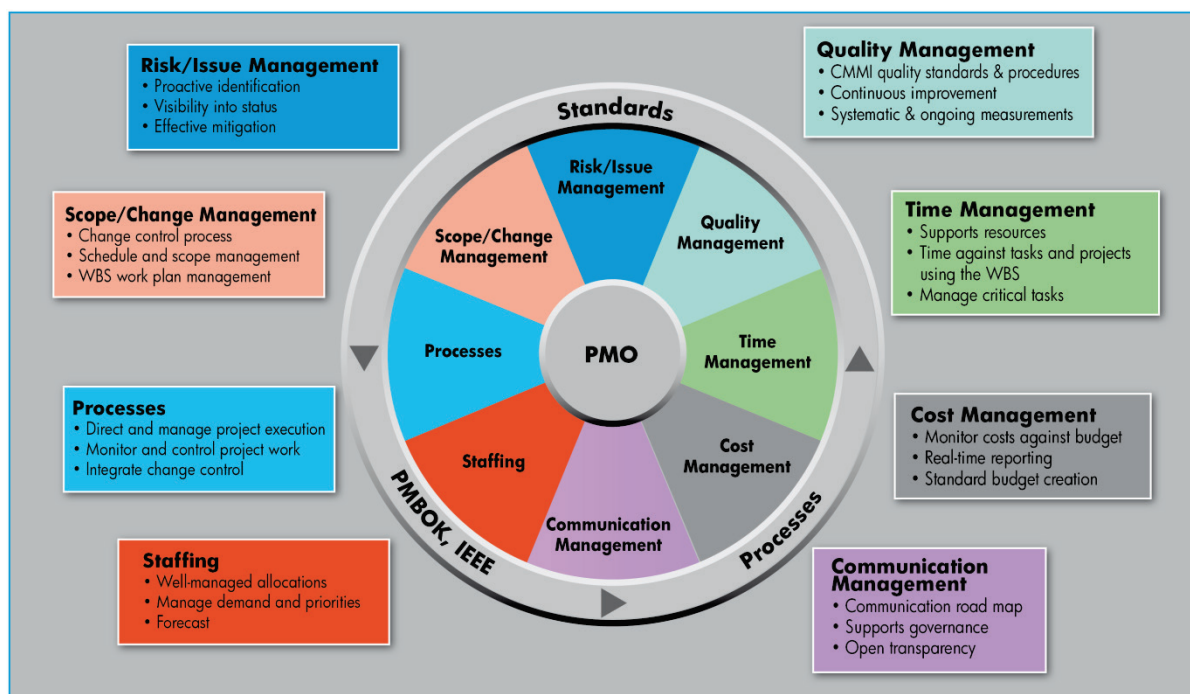 Risk/Issue Management
• Proactive identification
• Visibility into status
• Effective mitigation
Quality Management
• CMMI quality standards & procedures
• Continuous improvement
• Systematic & ongoing measurements
Scope/Change Management
• Change control process
• Schedule and scope management
• WBS work plan management
Time Management
• Supports resources
• Time against tasks and projects
using the WBS
• Manage critical tasks
Processes
• Direct and manage project execution
• Monitor and control project work
• Integrate change control
Cost Management
• Monitor costs against budget
• Real-time reporting
• Standard budget creation
Staffing
• Well-managed allocations
• Manage demand and priorities
• Forecast
Communication
Management
• Communication road map
• Supports governance
• Open transparency
Standards
PMBOK, IEEE
Processes
Risk/Issue
Management
Quality
Management
Time
Management
Cost
Management
Communication
Management
Staffing
Processes
Scope/Change
Management
PMO